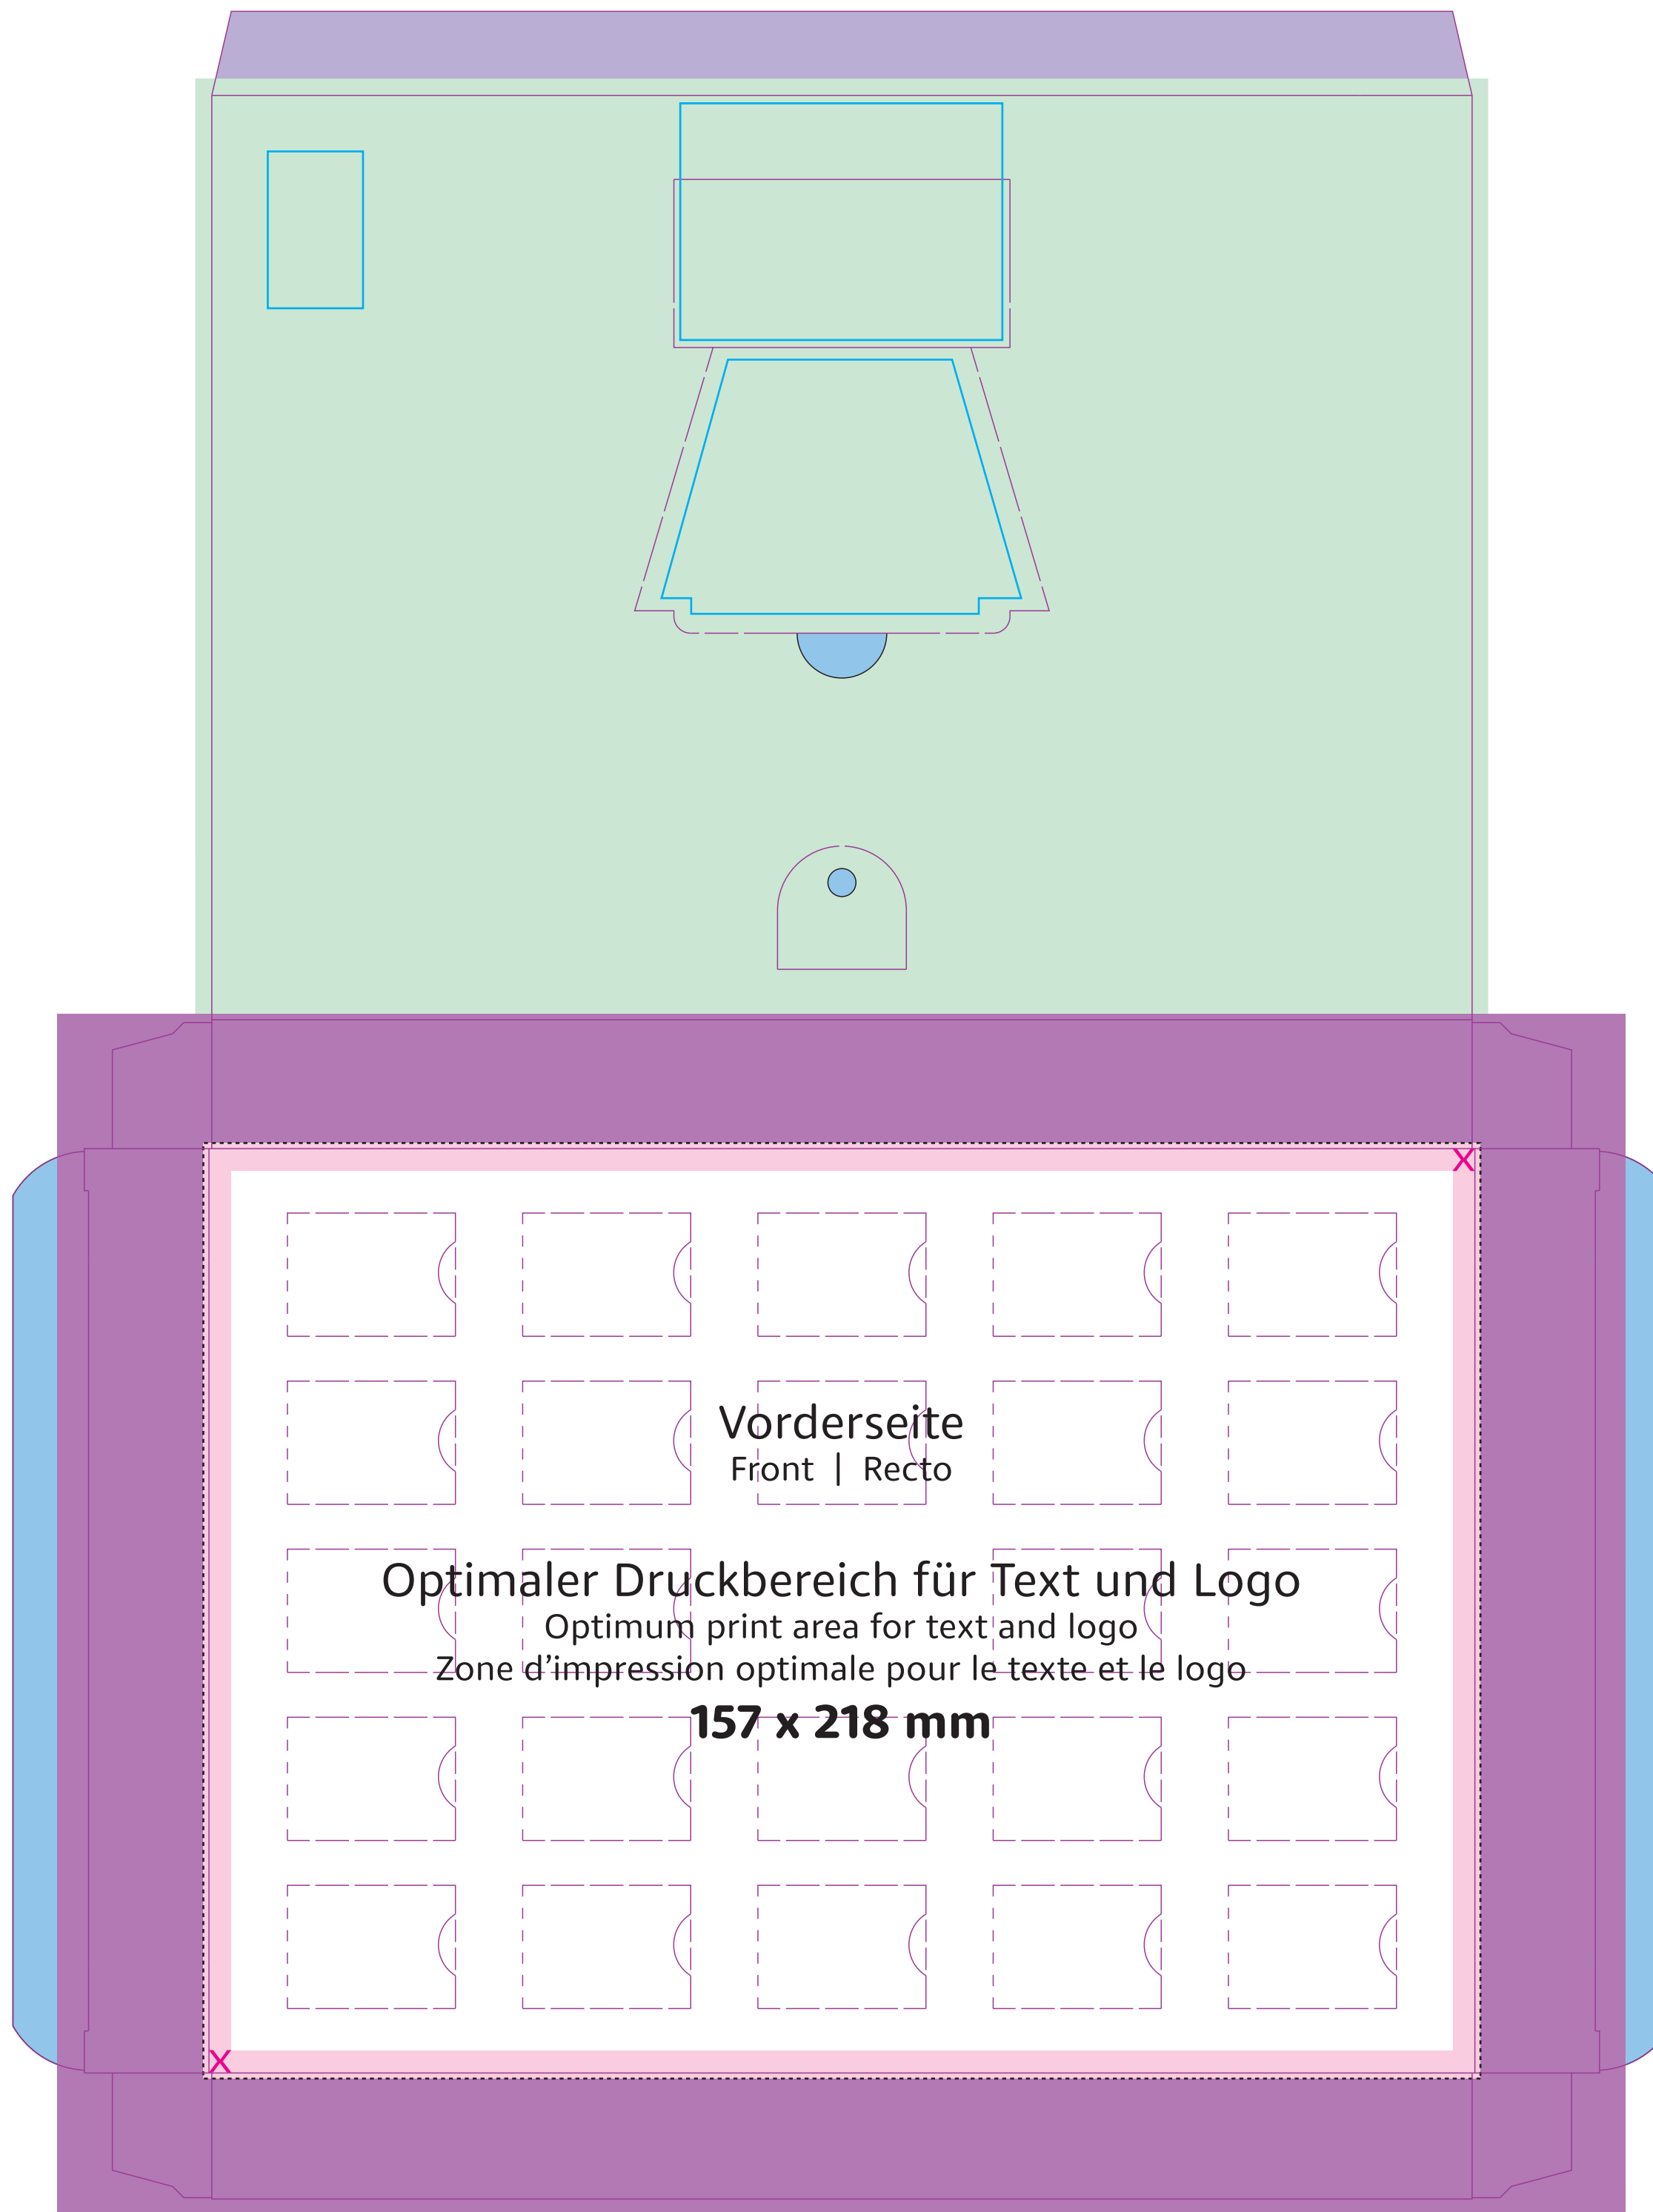 X
Vorderseite
Front | Recto
Optimaler Druckbereich für Text und Logo
Optimum print area for text and logo
Zone d’impression optimale pour le texte et le logo
157 x 218 mm
X